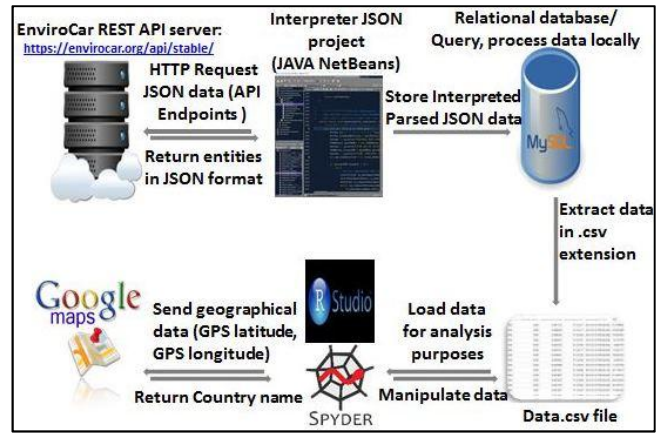 EnviroCar REST API server:
https://envirocar.org/api/stable/
Interpreter JSON
project
(JAVA NetBeans)
Relational database/
Query, process data locally
HTTP Request
JSON data (API
Endpoints )
Return entities
in JSON format
Store Interpreted
Parsed JSON data
MySQL
Extract data
in .csv
extension
Google
maps
Send geographical
data (GPS latitude,
GPS longitude)
Return Country name
R Studio
SPYDER
Load data
for analysis
purposes
Manipulate data
Data.csv file